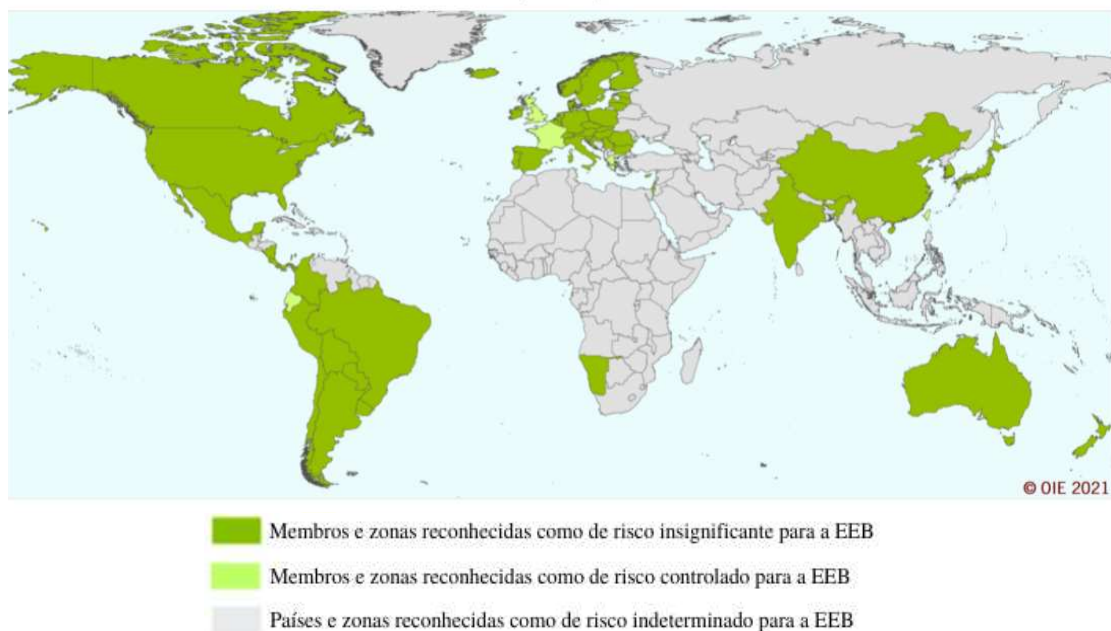 © OIE 2021
Membros e zonas reconhecidas como de risco insignificante para a EEB
Membros e zonas reconhecidas como de risco controlado para a EEB
Países e zonas reconhecidas como de risco indeterminado para a EEB